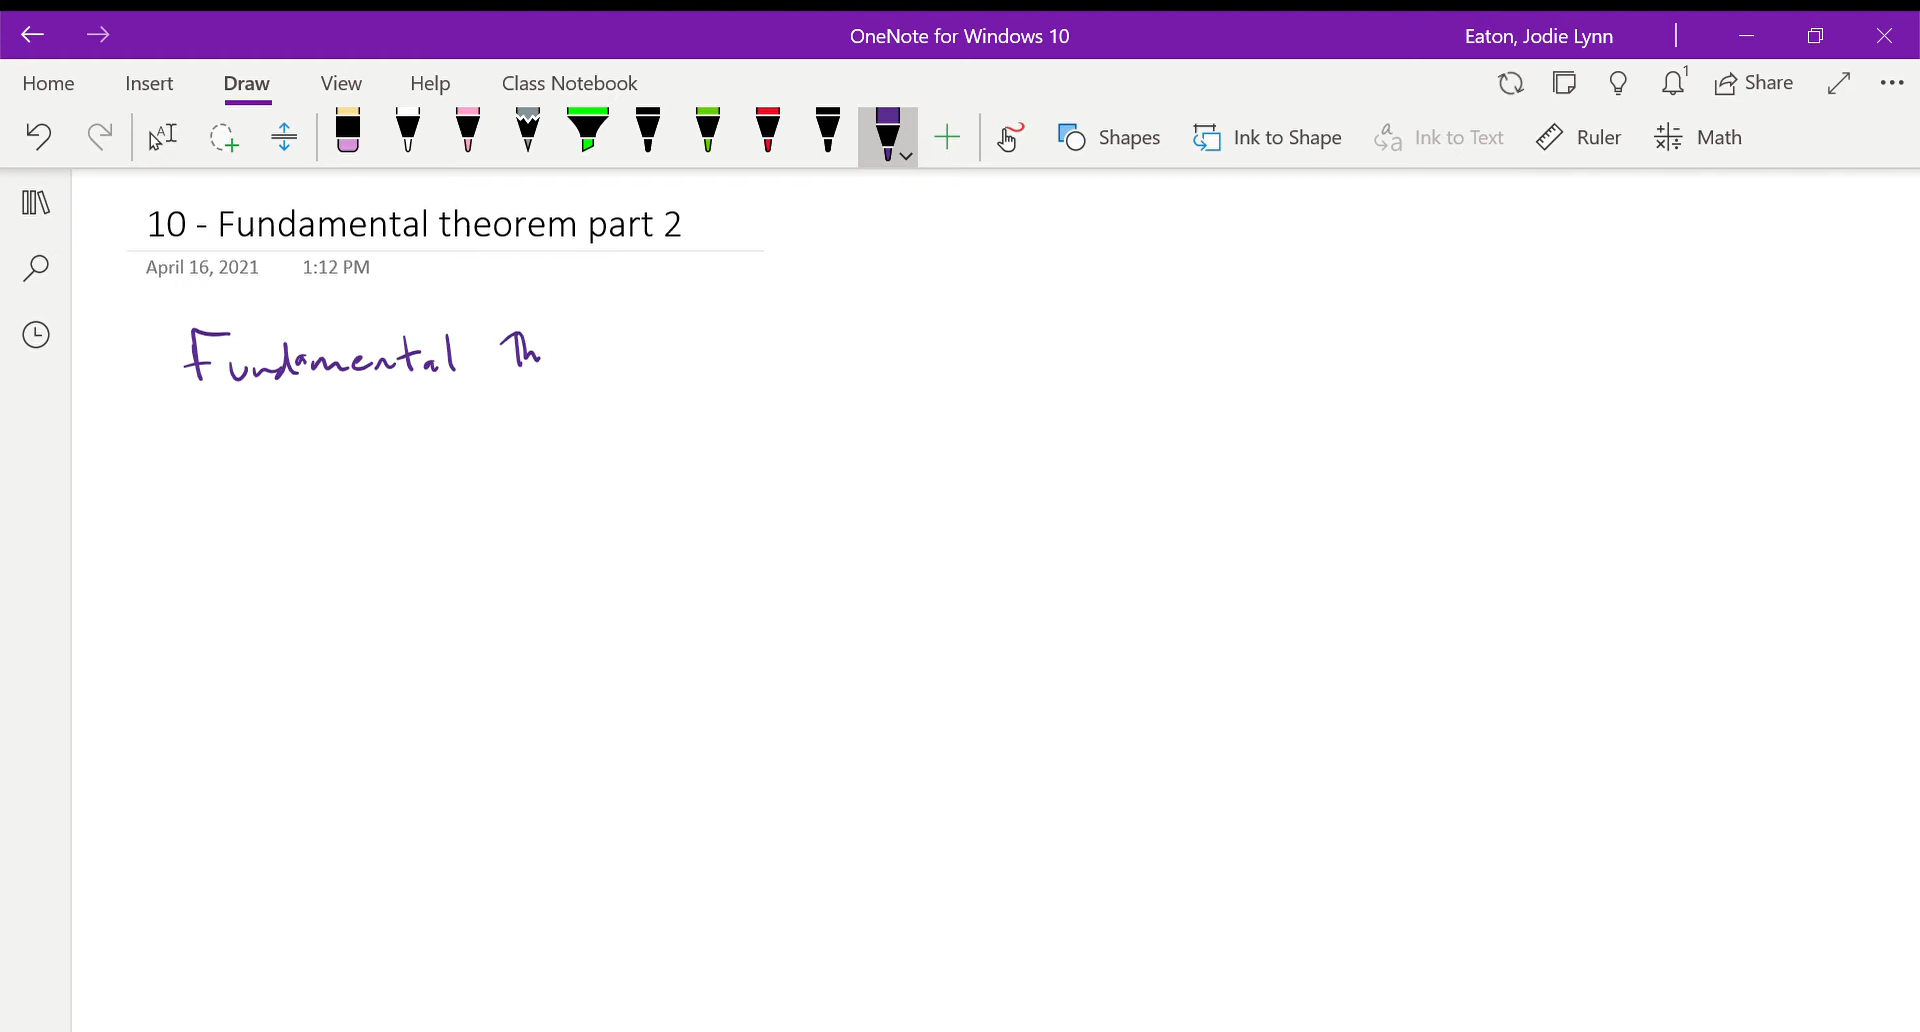 OneNote for Windows 10
Eaton, Jodie Lynn
Home Insert Draw View Help Class Notebook
1
Share
Shapes Ink to Shape Ink to Text Ruler Math
10 - Fundamental theorem part 2
April 16, 2021 1:12 PM
Fundamental Th